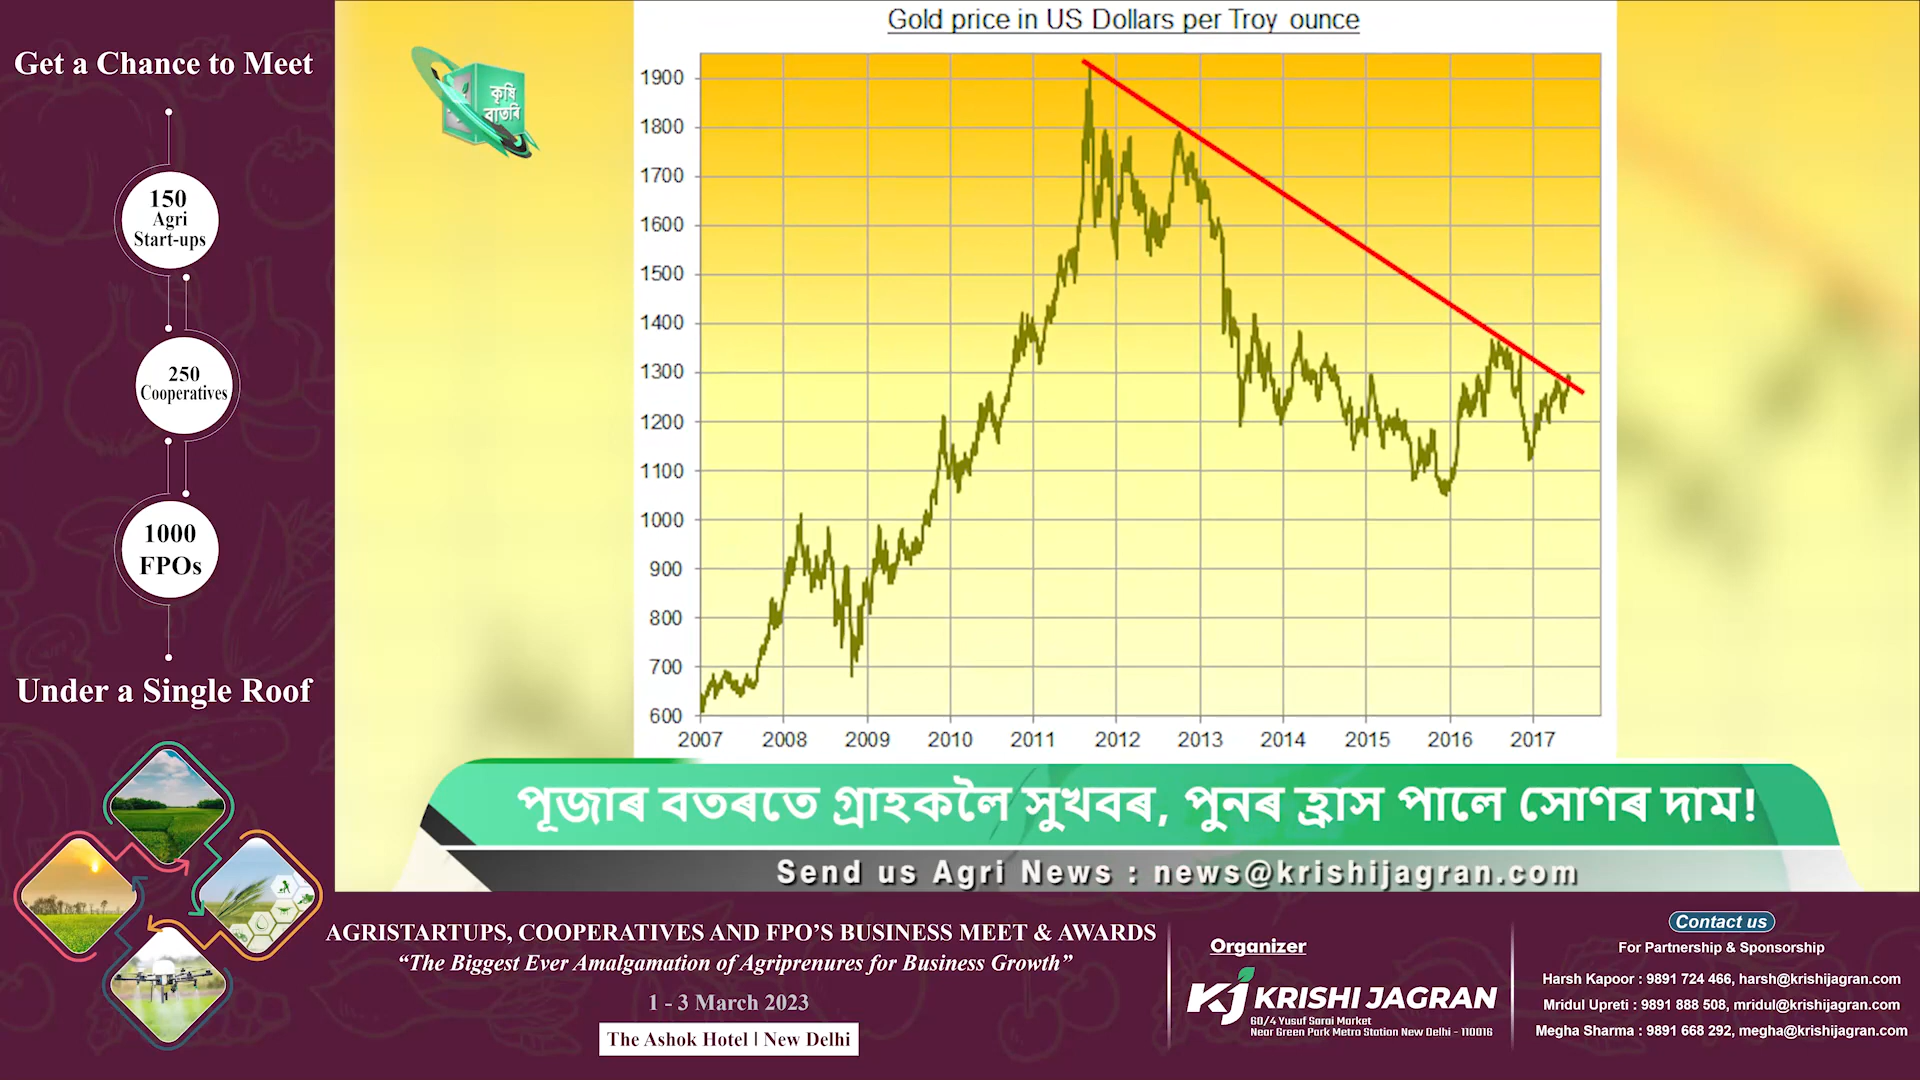 Get a Chance to Meet
150
Agri
Start-ups
250
Cooperatives
1000
FPOs
Under a Single Roof
কৃষি
বাতৰি
Gold price in US Dollars per Troy ounce
1900
1800
1700
1600
1500
1400
1300
1200
1100
1000
900
800
700
600
2007 2008 2009 2010 2011 2012 2013 2014 2015 2016 2017
পূজাৰ বতৰতে গ্ৰাহকলৈ সুখবৰ, পুনৰ হ্ৰাস পালে সোণৰ দাম!
Send us Agri News : news@krishijagran.com
AGRISTARTUPS, COOPERATIVES AND FPO’S BUSINESS MEET & AWARDS
“The Biggest Ever Amalgamation of Agriprenures for Business Growth”
1 - 3 March 2023
The Ashok Hotel | New Delhi
Organizer
KJ KRISHI JAGRAN
60/4 Yusuf Sarai Market
Near Green Park Metro Station New Delhi - 110016
Contact us
For Partnership & Sponsorship
Harsh Kapoor : 9891 724 466, harsh@krishijagran.com
Mridul Upreti : 9891 888 508, mridul@krishijagran.com
Megha Sharma : 9891 668 292, megha@krishijagran.com